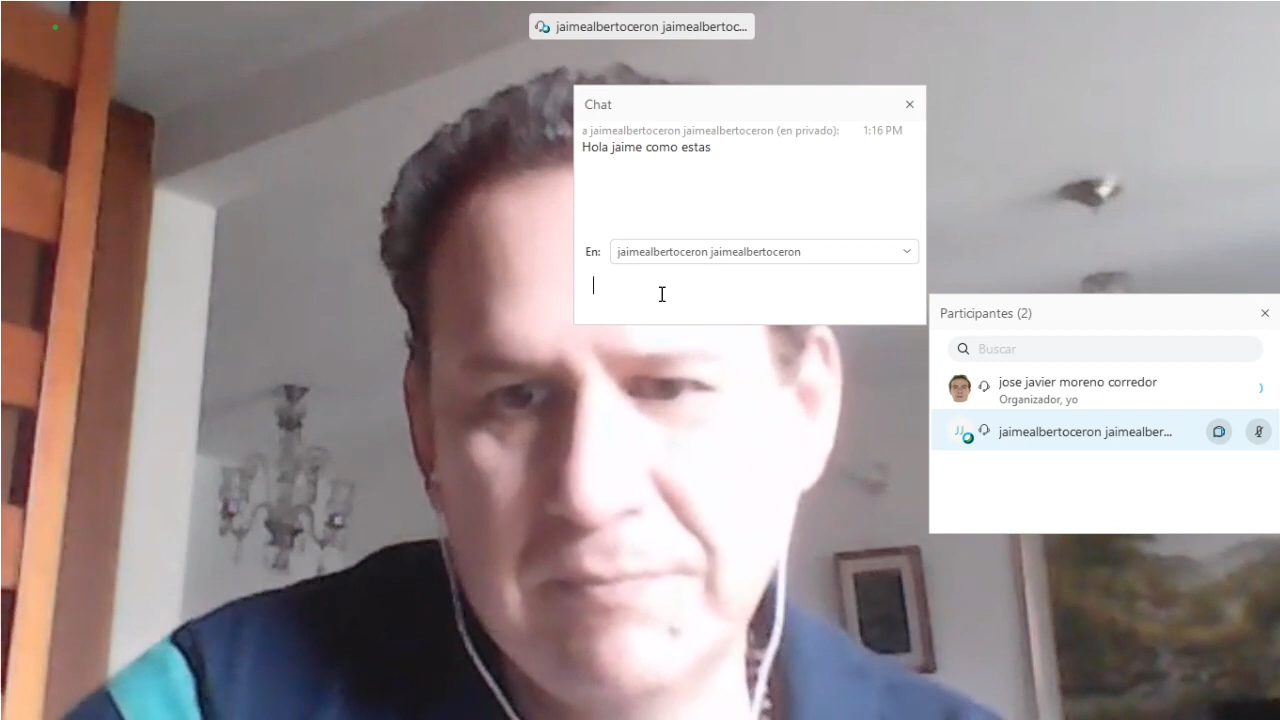 jaimealbertoceron jaimealbertoc...
Chat
a jaimealbertoceron jaimealbertoceron (en privado): 1:16 PM
Hola jaime como estas
En: jaimealbertoceron jaimealbertoceron
Participantes (2)
Buscar
jose javier moreno corredor
Organizador, yo
JJ jaimealbertoceron jaimealber...